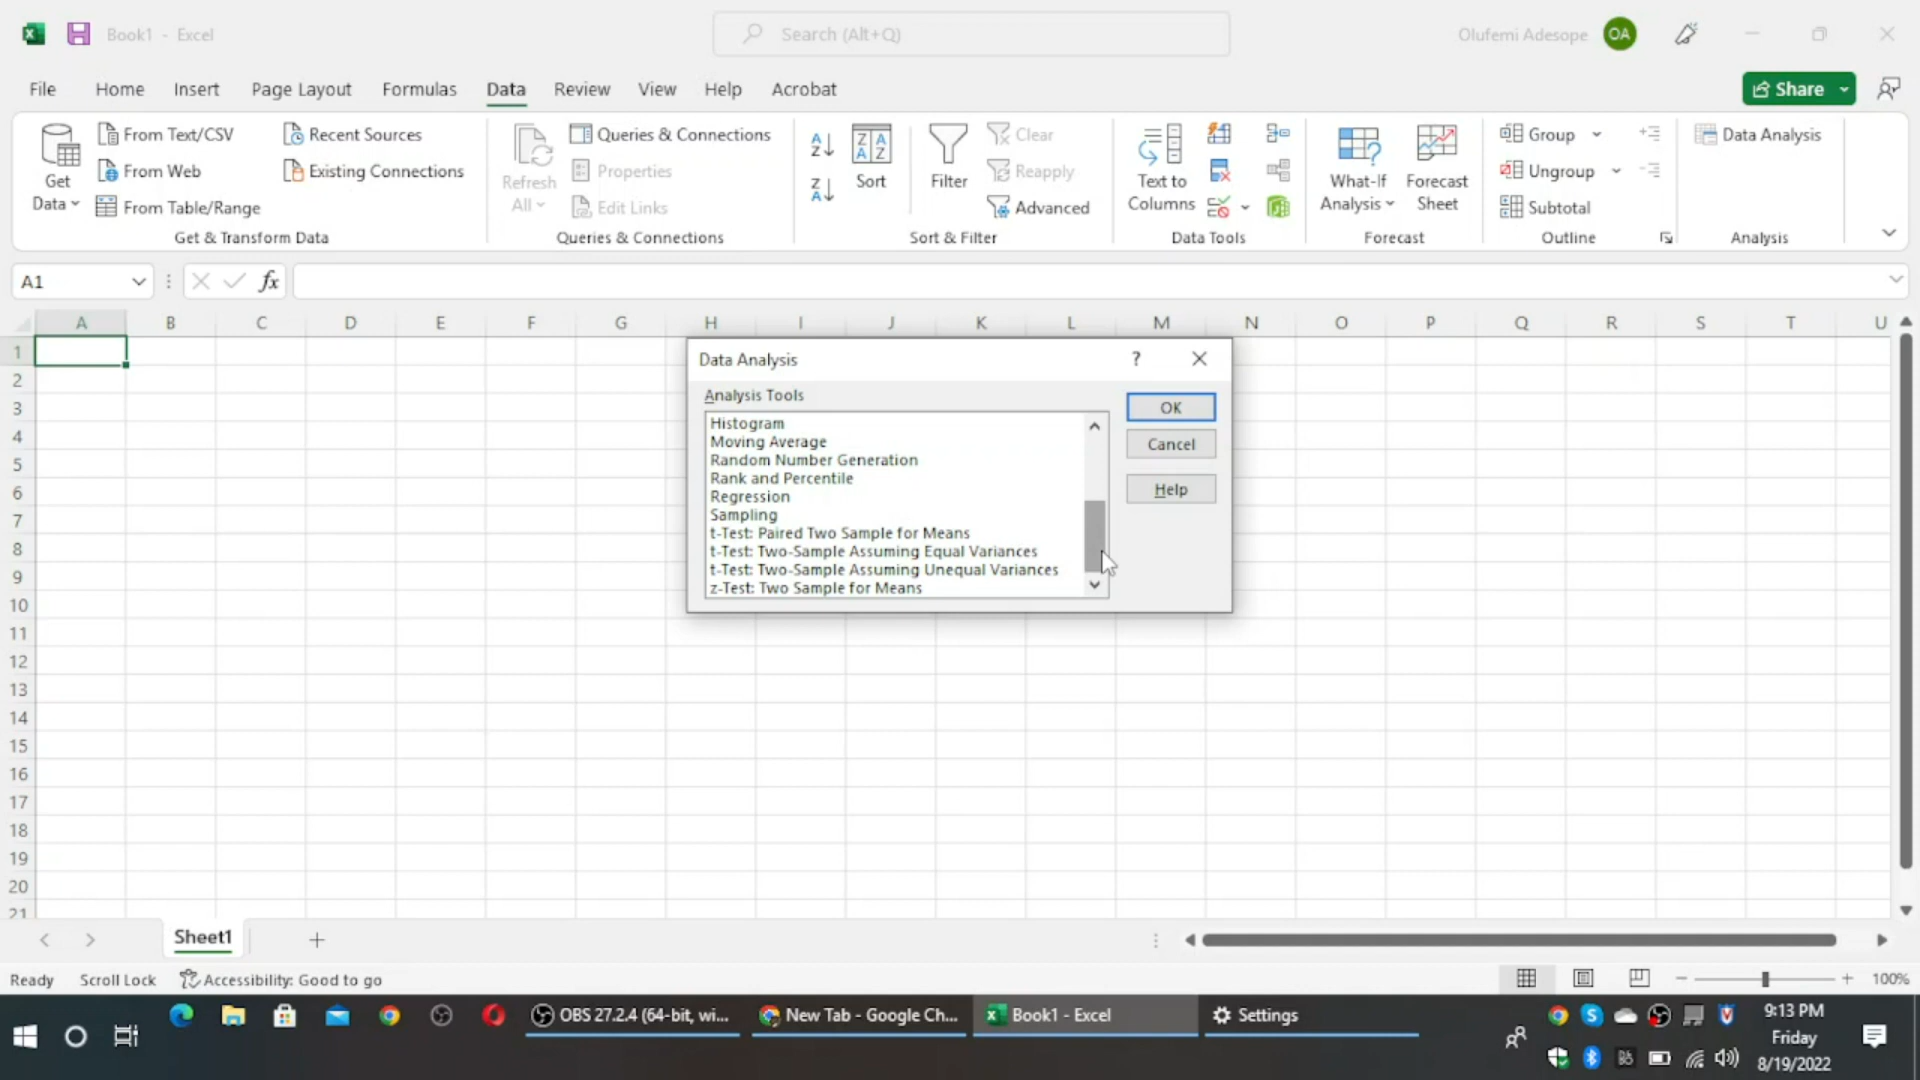 Book1 - Excel
Search (Alt+Q)
Olufemi Adesope
OA
File Home Insert Page Layout Formulas Data Review View Help Acrobat
Share
Get Data
From Text/CSV
From Web
From Table/Range
Recent Sources
Existing Connections
Get & Transform Data
Refresh All
Queries & Connections
Properties
Edit Links
Queries & Connections
Sort
Filter
Clear
Reapply
Advanced
Sort & Filter
Text to Columns
Data Tools
What-If Analysis
Forecast Sheet
Forecast
Group
Ungroup
Subtotal
Outline
Data Analysis
Analysis
A1
fx
A B C D E F G H I J K L M N O P Q R S T U
1
2
3
4
5
6
7
8
9
10
11
12
13
14
15
16
17
18
19
20
21
Data Analysis
?
Analysis Tools
Histogram
Moving Average
Random Number Generation
Rank and Percentile
Regression
Sampling
t-Test: Paired Two Sample for Means
t-Test: Two-Sample Assuming Equal Variances
t-Test: Two-Sample Assuming Unequal Variances
z-Test: Two Sample for Means
OK
Cancel
Help
Sheet1
Ready Scroll Lock Accessibility: Good to go
100%
OBS 27.2.4 (64-bit, wi...
New Tab - Google Ch...
Book1 - Excel
Settings
9:13 PM
Friday
8/19/2022